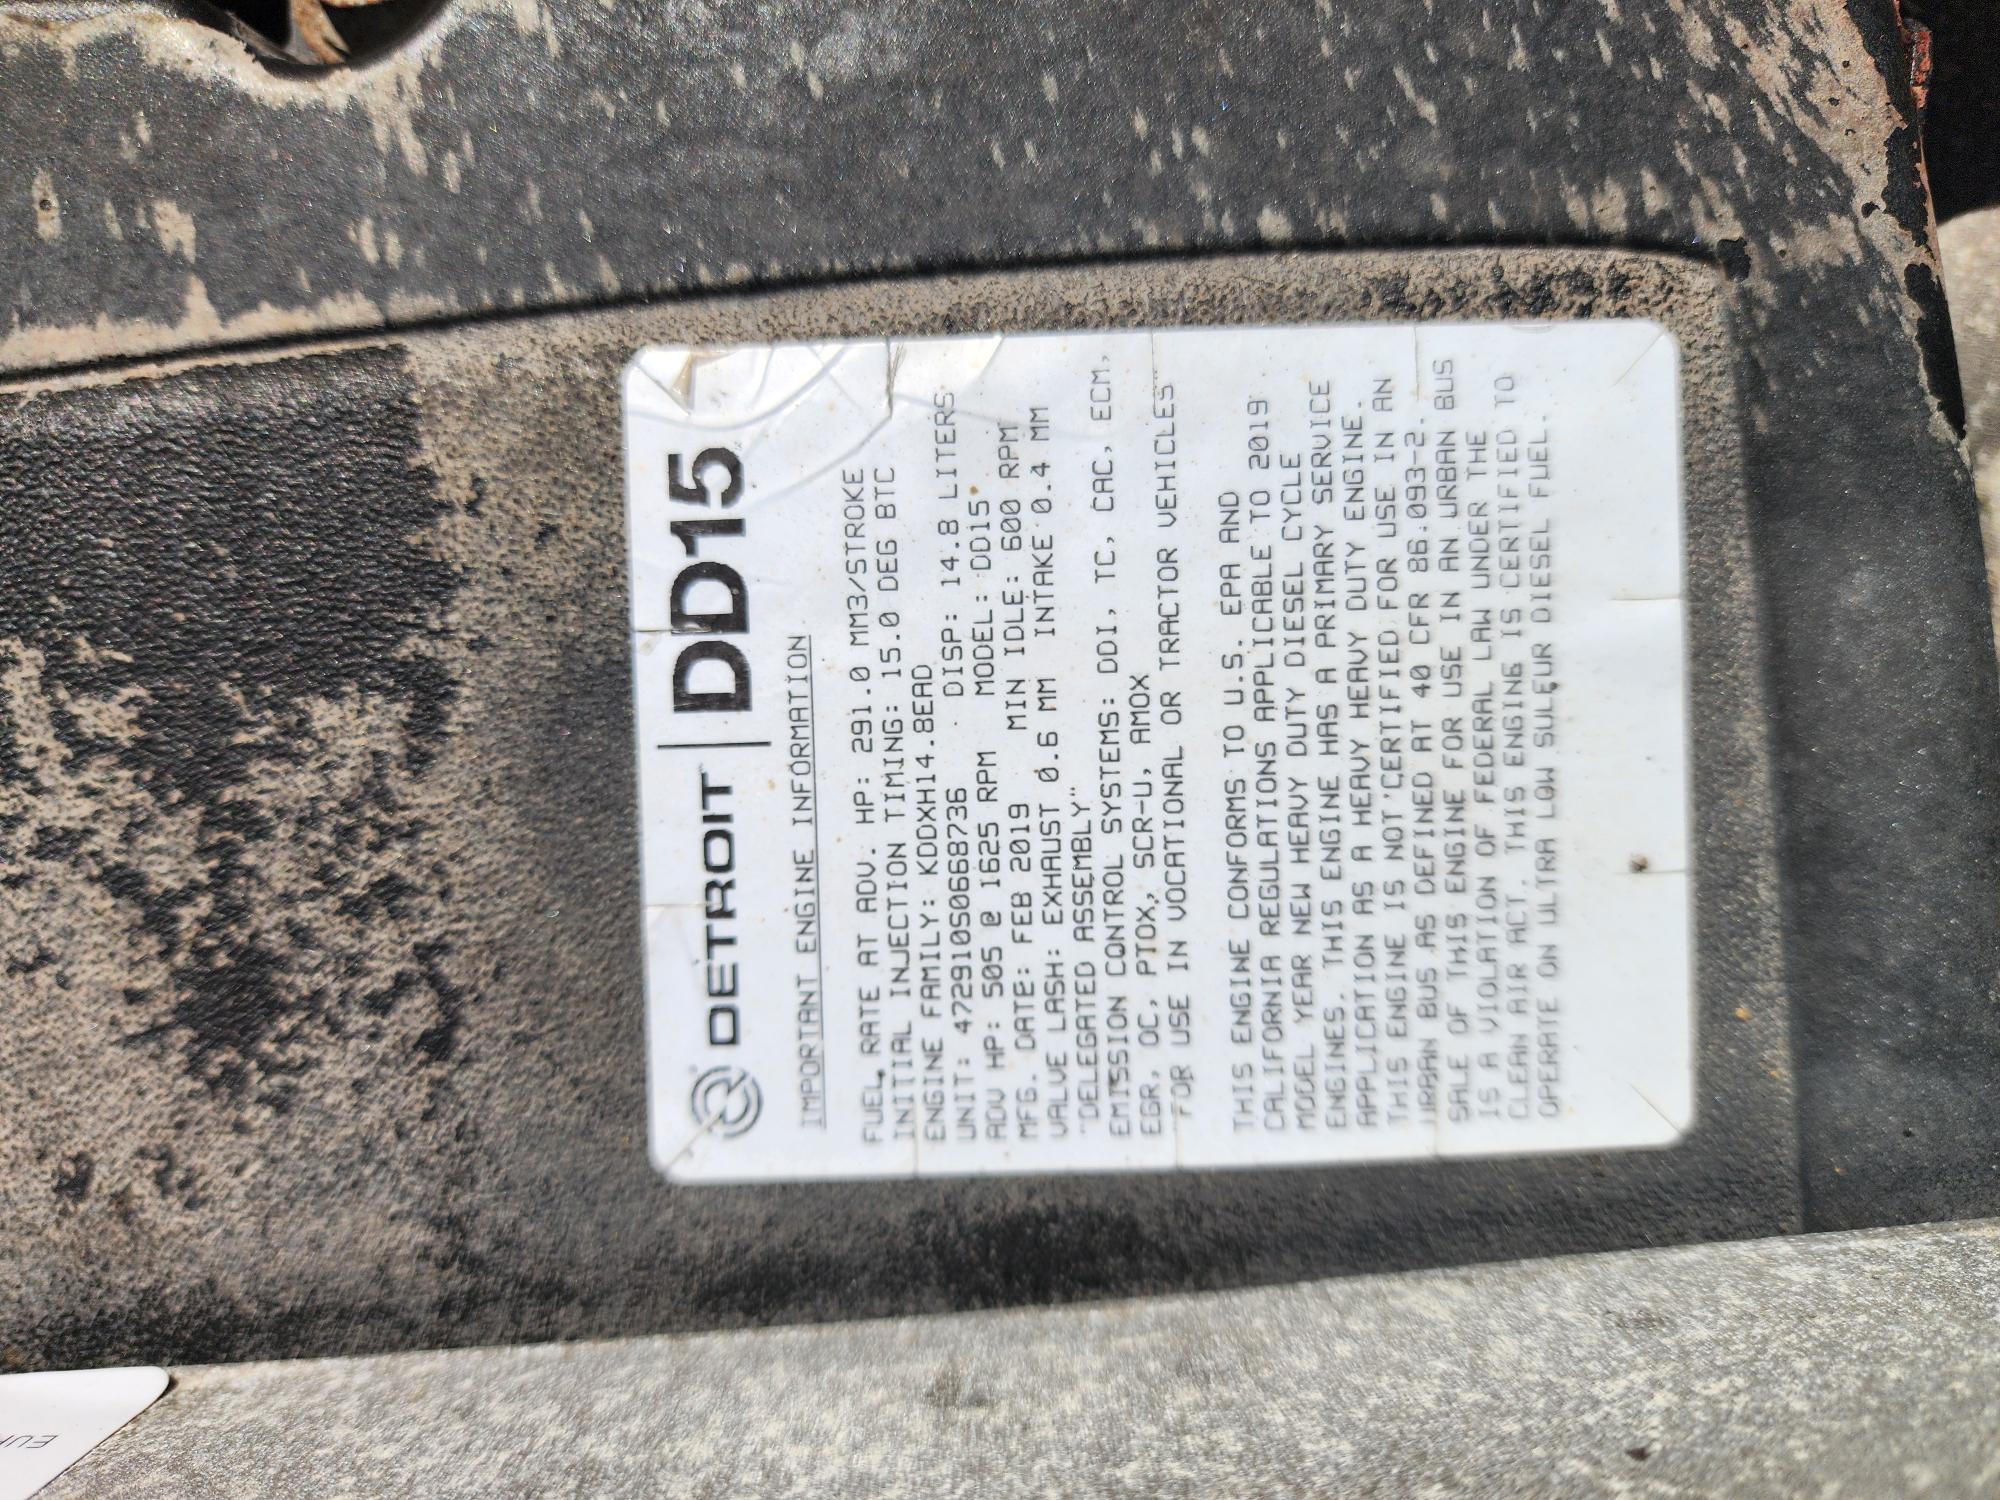 DETROIT | DD15
IMPORTANT ENGINE INFORMATION
FUEL RATE AT ADV. HP: 291.0 MM3/STROKE
INITIAL INJECTION TIMING: 15.0 DEG BTC
ENGINE FAMILY: KDDXH14.8EAD
UNIT: 472910S0668736 DISP: 14.8 LITERS
ADV HP: 505 @ 1625 RPM MODEL: DD15
MFG. DATE: FEB 2019 MIN IDLE: 600 RPM
VALVE LASH: EXHAUST 0.6 MM INTAKE 0.4 MM
"DELEGATED ASSEMBLY"
EMISSION CONTROL SYSTEMS: DDI, TC, CAC, ECM,
EGR, OC, PTOX, SCR-U, AMOX
FOR USE IN VOCATIONAL OR TRACTOR VEHICLES
THIS ENGINE CONFORMS TO U.S. EPA AND
CALIFORNIA REGULATIONS APPLICABLE TO 2019
MODEL YEAR NEW HEAVY DUTY DIESEL CYCLE
ENGINES. THIS ENGINE HAS A PRIMARY SERVICE
APPLICATION AS A HEAVY HEAVY DUTY ENGINE.
THIS ENGINE IS NOT CERTIFIED FOR USE IN AN
URBAN BUS AS DEFINED AT 40 CFR 86.093-2.
SALE OF THIS ENGINE FOR USE IN AN URBAN BUS
IS A VIOLATION OF FEDERAL LAW UNDER THE
CLEAN AIR ACT. THIS ENGINE IS CERTIFIED TO
OPERATE ON ULTRA LOW SULFUR DIESEL FUEL.